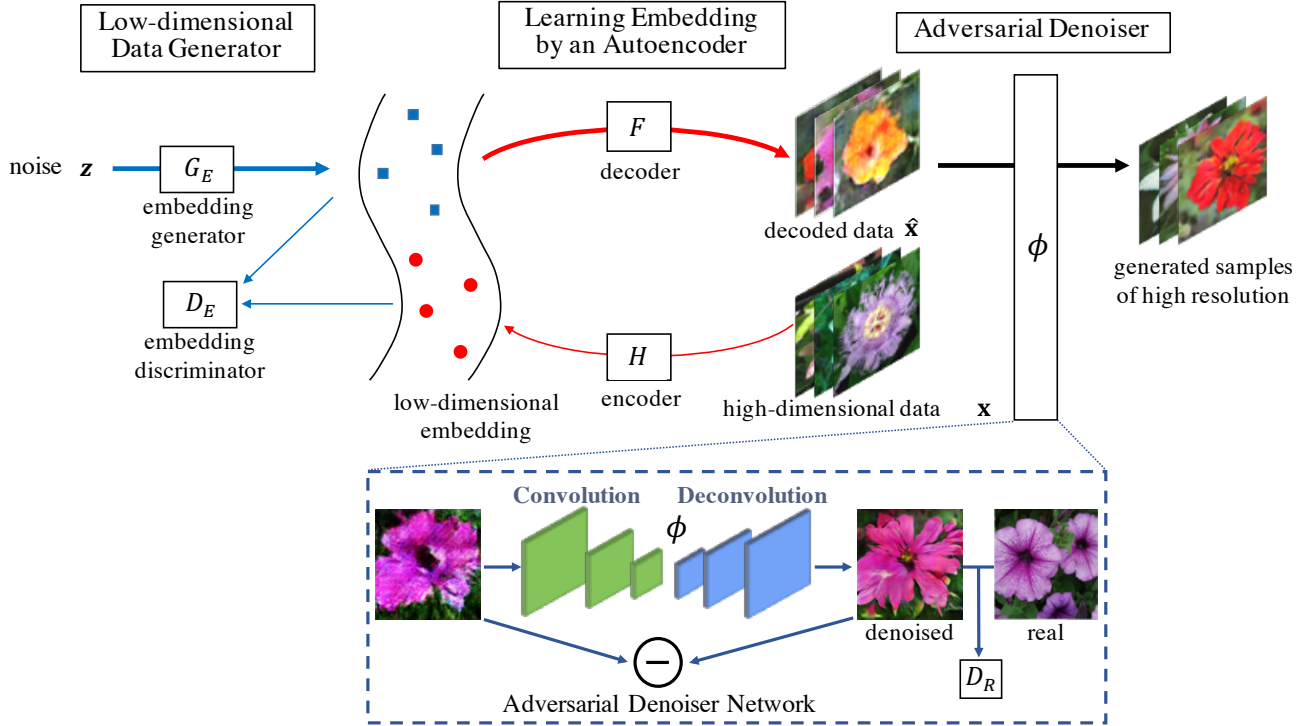 Low-dimensional
Data Generator
Learning Embedding
by an Autoencoder
Adversarial Denoiser
noise z
G_E
embedding
generator
D_E
embedding
discriminator
low-dimensional
embedding
F
decoder
H
encoder
decoded data x̂
high-dimensional data x
ϕ
generated samples
of high resolution
Convolution
Deconvolution
ϕ
denoised
real
−
D_R
Adversarial Denoiser Network